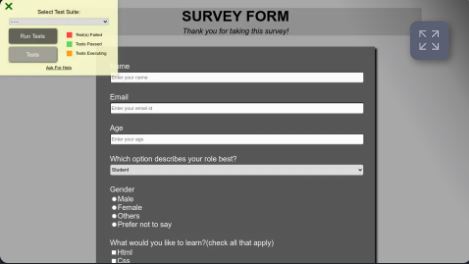 SURVEY FORM
Thank you for taking this survey!
Select Test Suite:
Run Tests
Test(s) Failed
Tests Passed
Tests
Tests Executing
Ask For Help
Name
Enter your name
Email
Enter your email id
Age
Enter your age
Which option describes your role best?
Student
Gender
Male
Female
Others
Prefer not to say
What would you like to learn?(check all that apply)
Html
Css